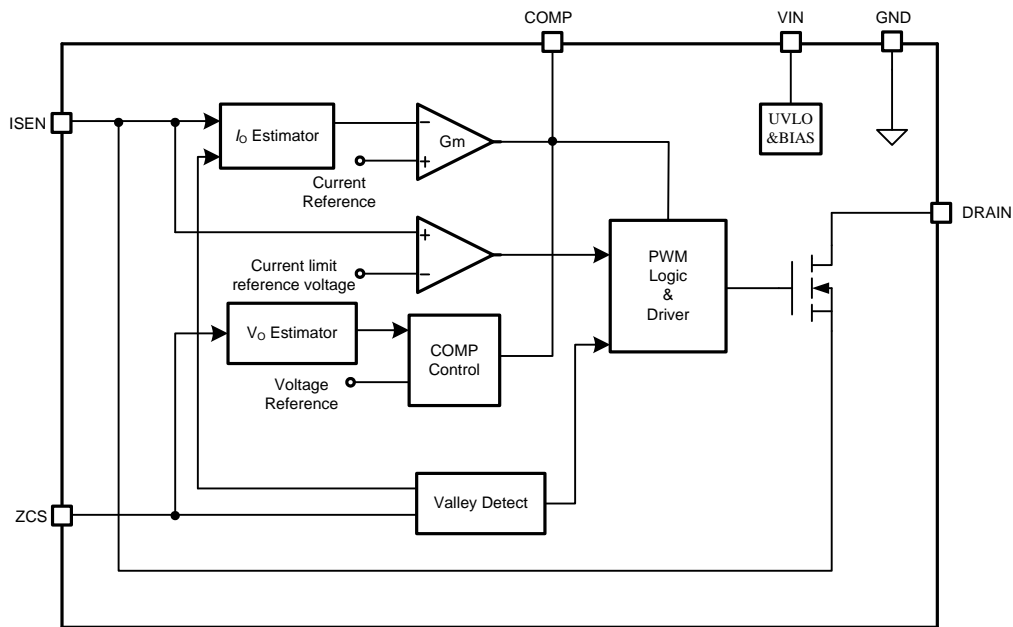 COMP
VIN
GND
ISEN
IO Estimator
−
Gm
+
UVLO
&BIAS
Current
Reference
DRAIN
+
−
Current limit
reference voltage
PWM
Logic
&
Driver
VO Estimator
COMP
Control
Voltage
Reference
Valley Detect
ZCS